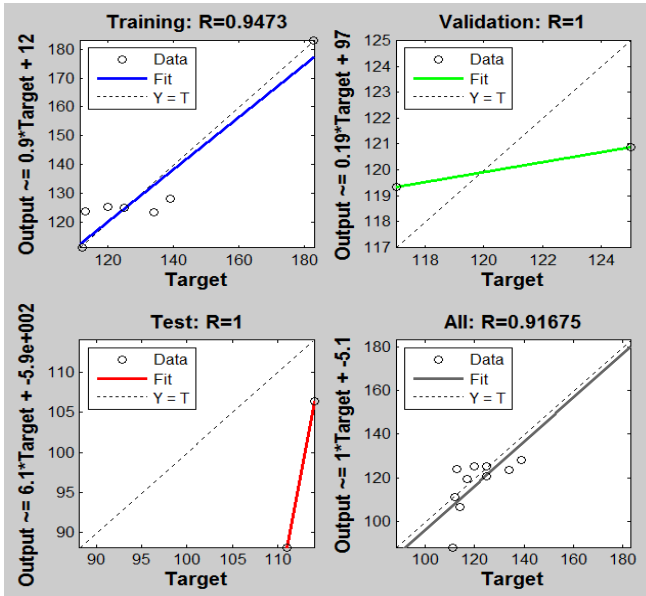 Training: R=0.9473
Output ~= 0.9*Target + 12
Data
Fit
Y = T
180
170
160
150
140
130
120
120
140
160
180
Target
Validation: R=1
Output ~= 0.19*Target + 97
Data
Fit
Y = T
125
124
123
122
121
120
119
118
117
118
120
122
124
Target
Test: R=1
Output ~= 6.1*Target + -5.9e+002
Data
Fit
Y = T
110
105
100
95
90
90
95
100
105
110
Target
All: R=0.91675
Output ~= 1*Target + -5.1
Data
Fit
Y = T
180
160
140
120
100
100
120
140
160
180
Target